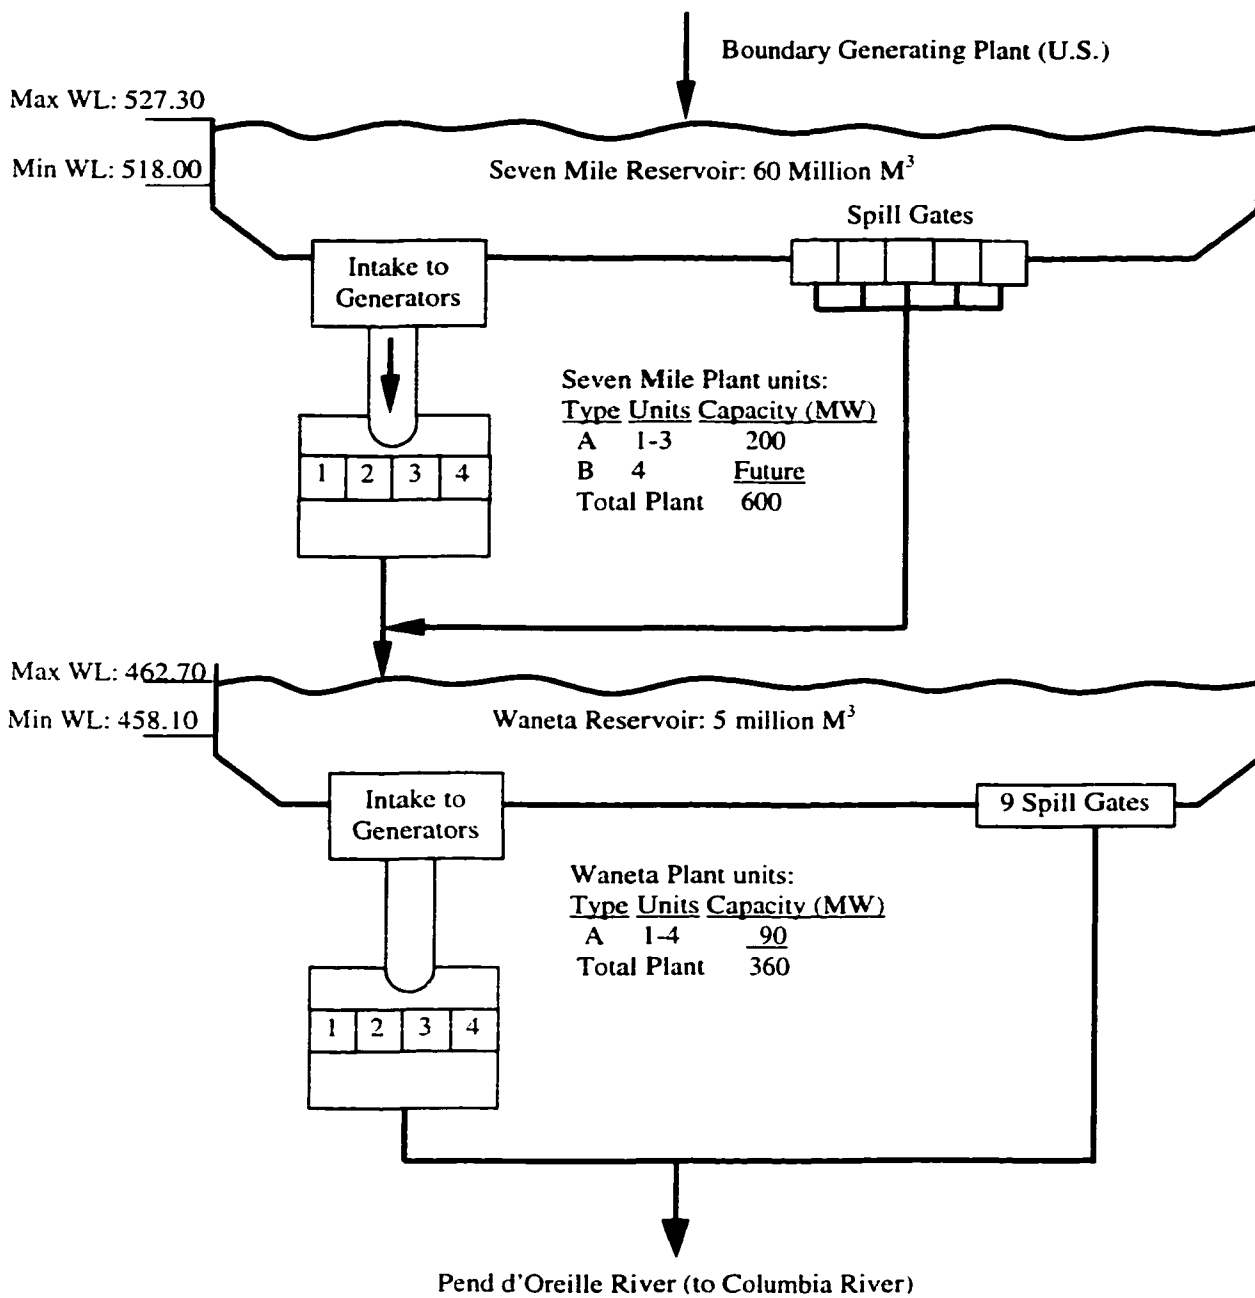 Boundary Generating Plant (U.S.)
Max WL: 527.30
Min WL: 518.00
Seven Mile Reservoir: 60 Million M³
Spill Gates
Intake to
Generators
Seven Mile Plant units:
Type Units Capacity (MW)
A 1-3 200
B 4 Future
Total Plant 600
1 2 3 4
Max WL: 462.70
Min WL: 458.10
Waneta Reservoir: 5 million M³
Intake to
Generators
9 Spill Gates
Waneta Plant units:
Type Units Capacity (MW)
A 1-4 90
Total Plant 360
1 2 3 4
Pend d'Oreille River (to Columbia River)